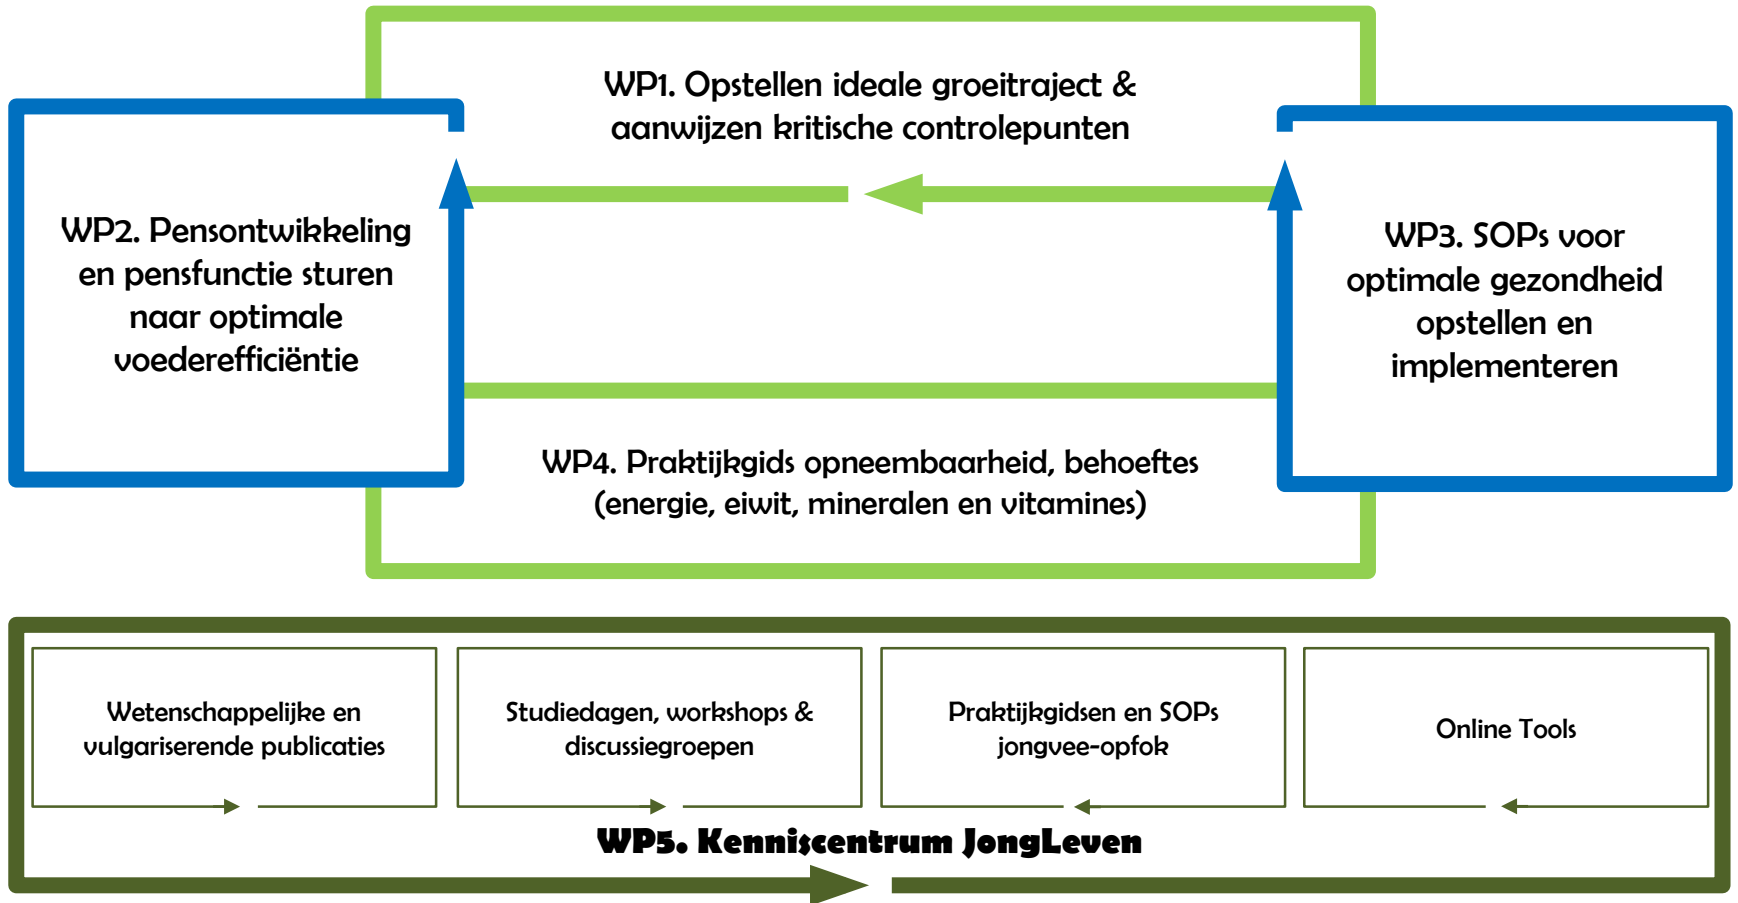 WP1. Opstellen ideale groeitraject &
aanwijzen kritische controlepunten
WP2. Pensontwikkeling
en pensfunctie sturen
naar optimale
voederefficiëntie
WP3. SOPs voor
optimale gezondheid
opstellen en
implementeren
WP4. Praktijkgids opneembaarheid, behoeftes
(energie, eiwit, mineralen en vitamines)
Wetenschappelijke en
vulgariserende publicaties
Studiedagen, workshops &
discussiegroepen
Praktijkgidsen en SOPs
jongvee-opfok
Online Tools
WP5. Kenniscentrum JongLeven